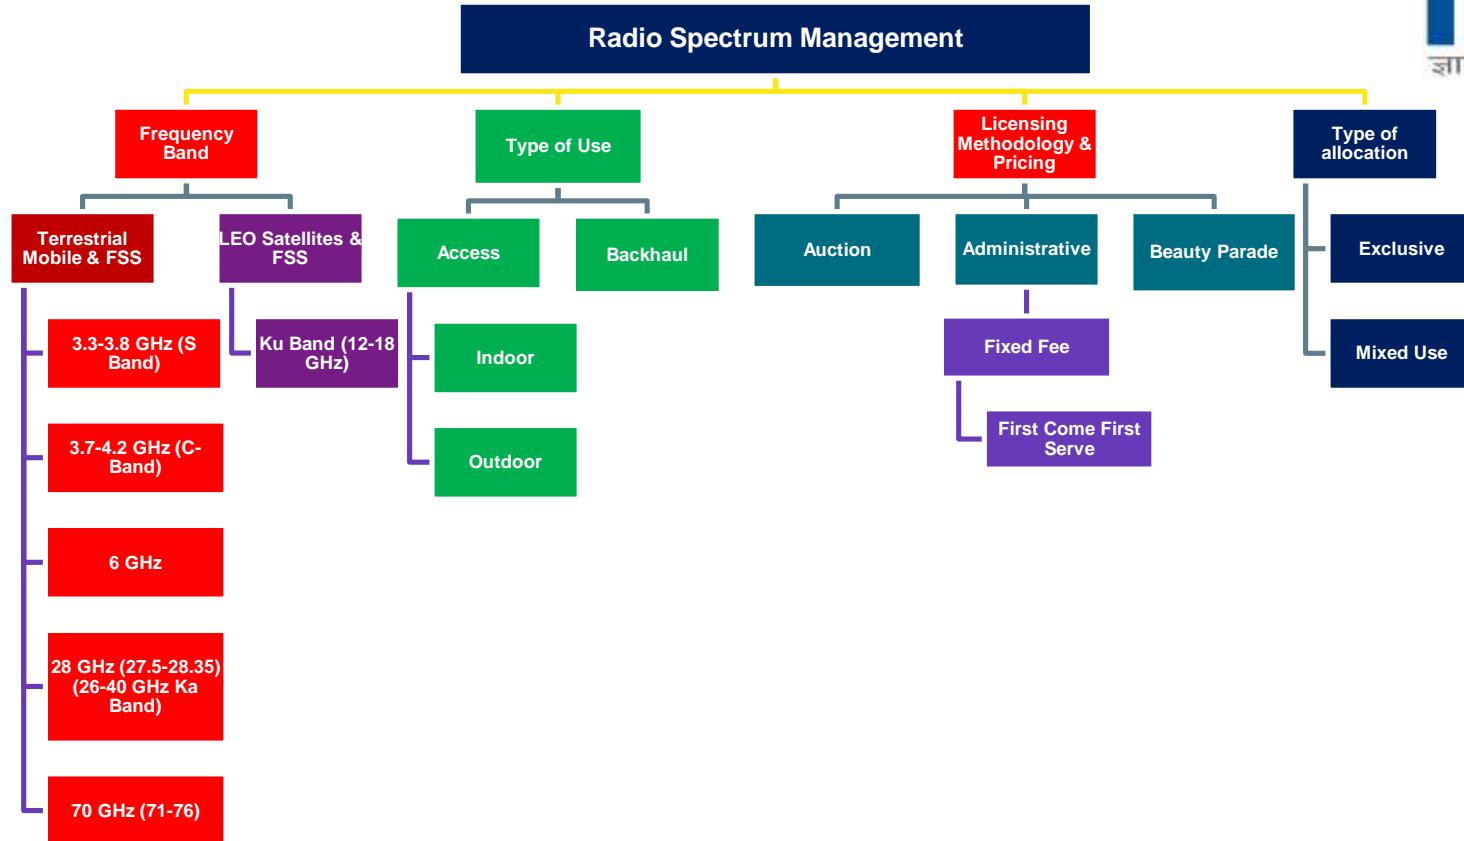 Radio Spectrum Management
ज्ञा
Frequency
Band
Type of Use
Licensing
Methodology &
Pricing
Type of
allocation
Terrestrial
Mobile & FSS
LEO Satellites &
FSS
Access
Backhaul
Auction
Administrative
Beauty Parade
Exclusive
3.3-3.8 GHz (S
Band)
Ku Band (12-18
GHz)
Indoor
Fixed Fee
Mixed Use
3.7-4.2 GHz (C-
Band)
Outdoor
First Come First
Serve
6 GHz
28 GHz (27.5-28.35)
(26-40 GHz Ka
Band)
70 GHz (71-76)